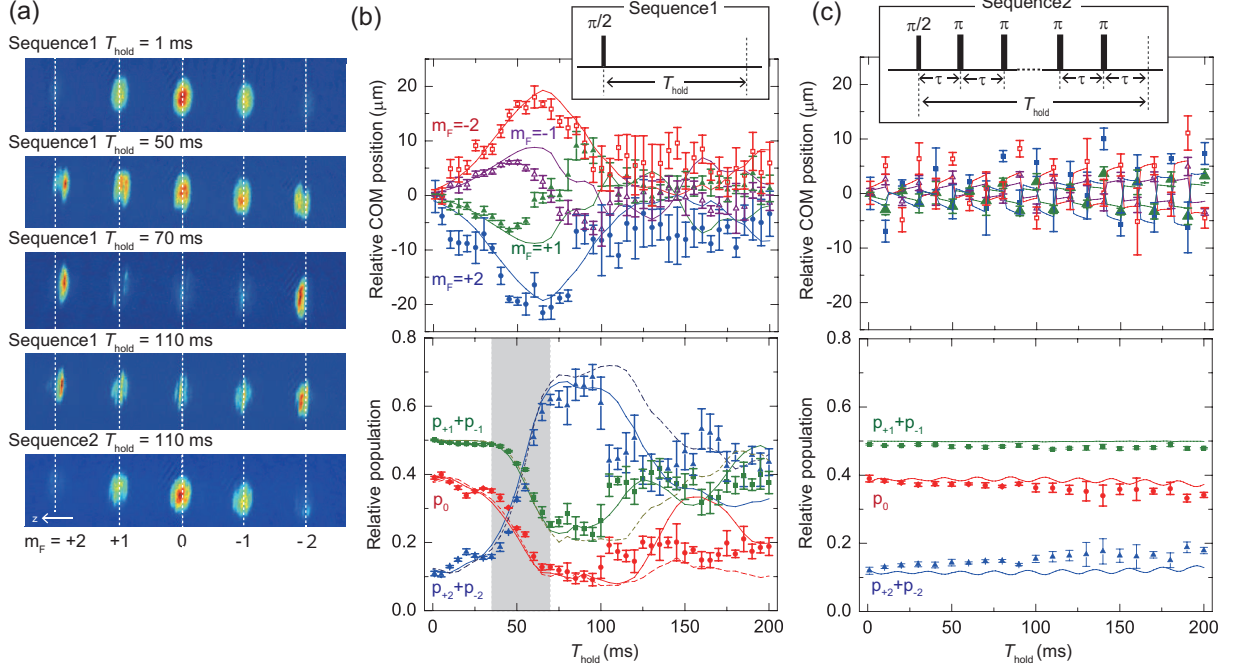 (a)
Sequence1 T_hold = 1 ms
Sequence1 T_hold = 50 ms
Sequence1 T_hold = 70 ms
Sequence1 T_hold = 110 ms
Sequence2 T_hold = 110 ms
z
m_F = +2 +1 0 -1 -2
(b)
Sequence1
π/2
T_hold
Relative COM position (μm)
20
10
0
-10
-20
m_F=-2
m_F=-1
m_F=+1
m_F=+2
Relative population
0.8
0.6
0.4
0.2
0.0
p_+1+p_-1
p_0
p_+2+p_-2
0 50 100 150 200
T_hold (ms)
(c)
Sequence2
π/2 π π π π
τ τ τ τ
T_hold
Relative COM position (μm)
20
10
0
-10
-20
Relative population
0.8
0.6
0.4
0.2
0.0
p_+1+p_-1
p_0
p_+2+p_-2
0 50 100 150 200
T_hold (ms)